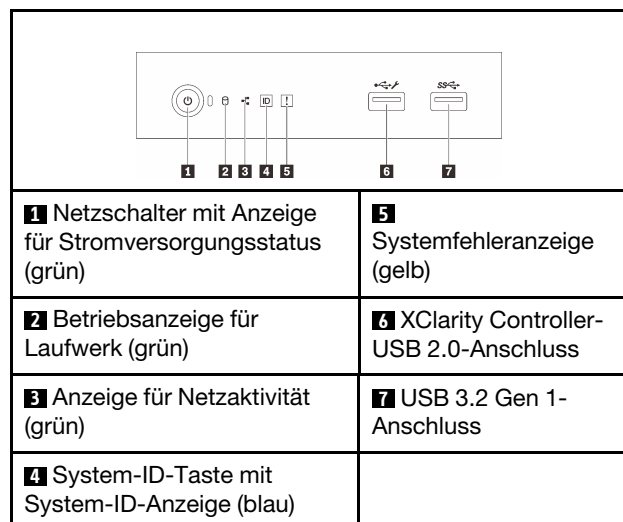 ID !
SS
1 2 3 4 5 6 7
1 Netzschalter mit Anzeige
für Stromversorgungsstatus
(grün)
5
Systemfehleranzeige
(gelb)
2 Betriebsanzeige für
Laufwerk (grün)
6 XClarity Controller-
USB 2.0-Anschluss
3 Anzeige für Netzaktivität
(grün)
7 USB 3.2 Gen 1-
Anschluss
4 System-ID-Taste mit
System-ID-Anzeige (blau)